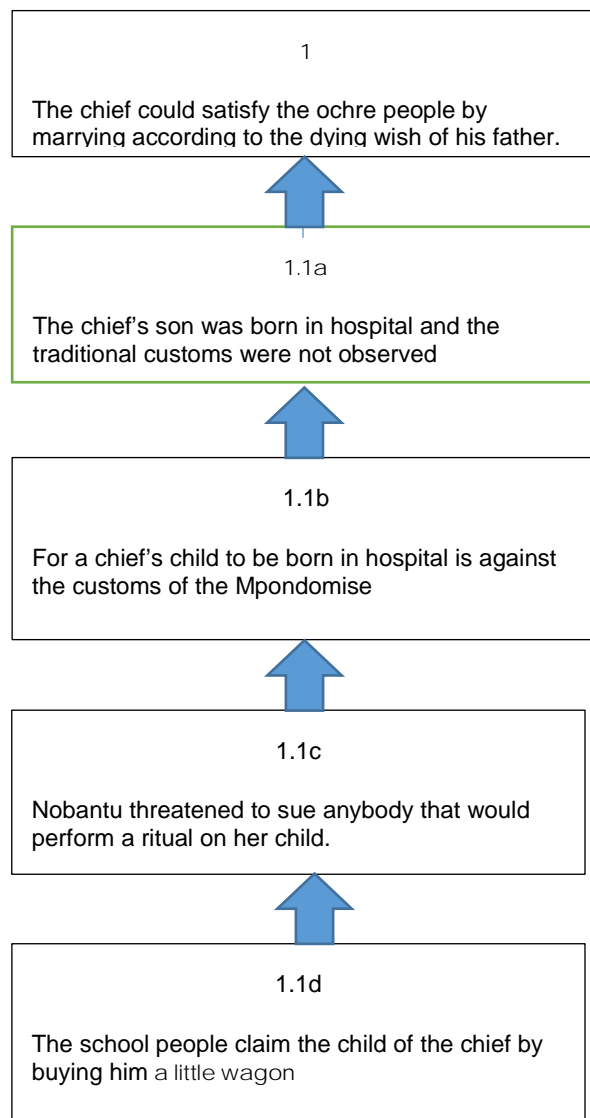 1
The chief could satisfy the ochre people by
marrying according to the dying wish of his father.
1.1a
The chief’s son was born in hospital and the
traditional customs were not observed
1.1b
For a chief’s child to be born in hospital is against
the customs of the Mpondomise
1.1c
Nobantu threatened to sue anybody that would
perform a ritual on her child.
1.1d
The school people claim the child of the chief by
buying him a little wagon